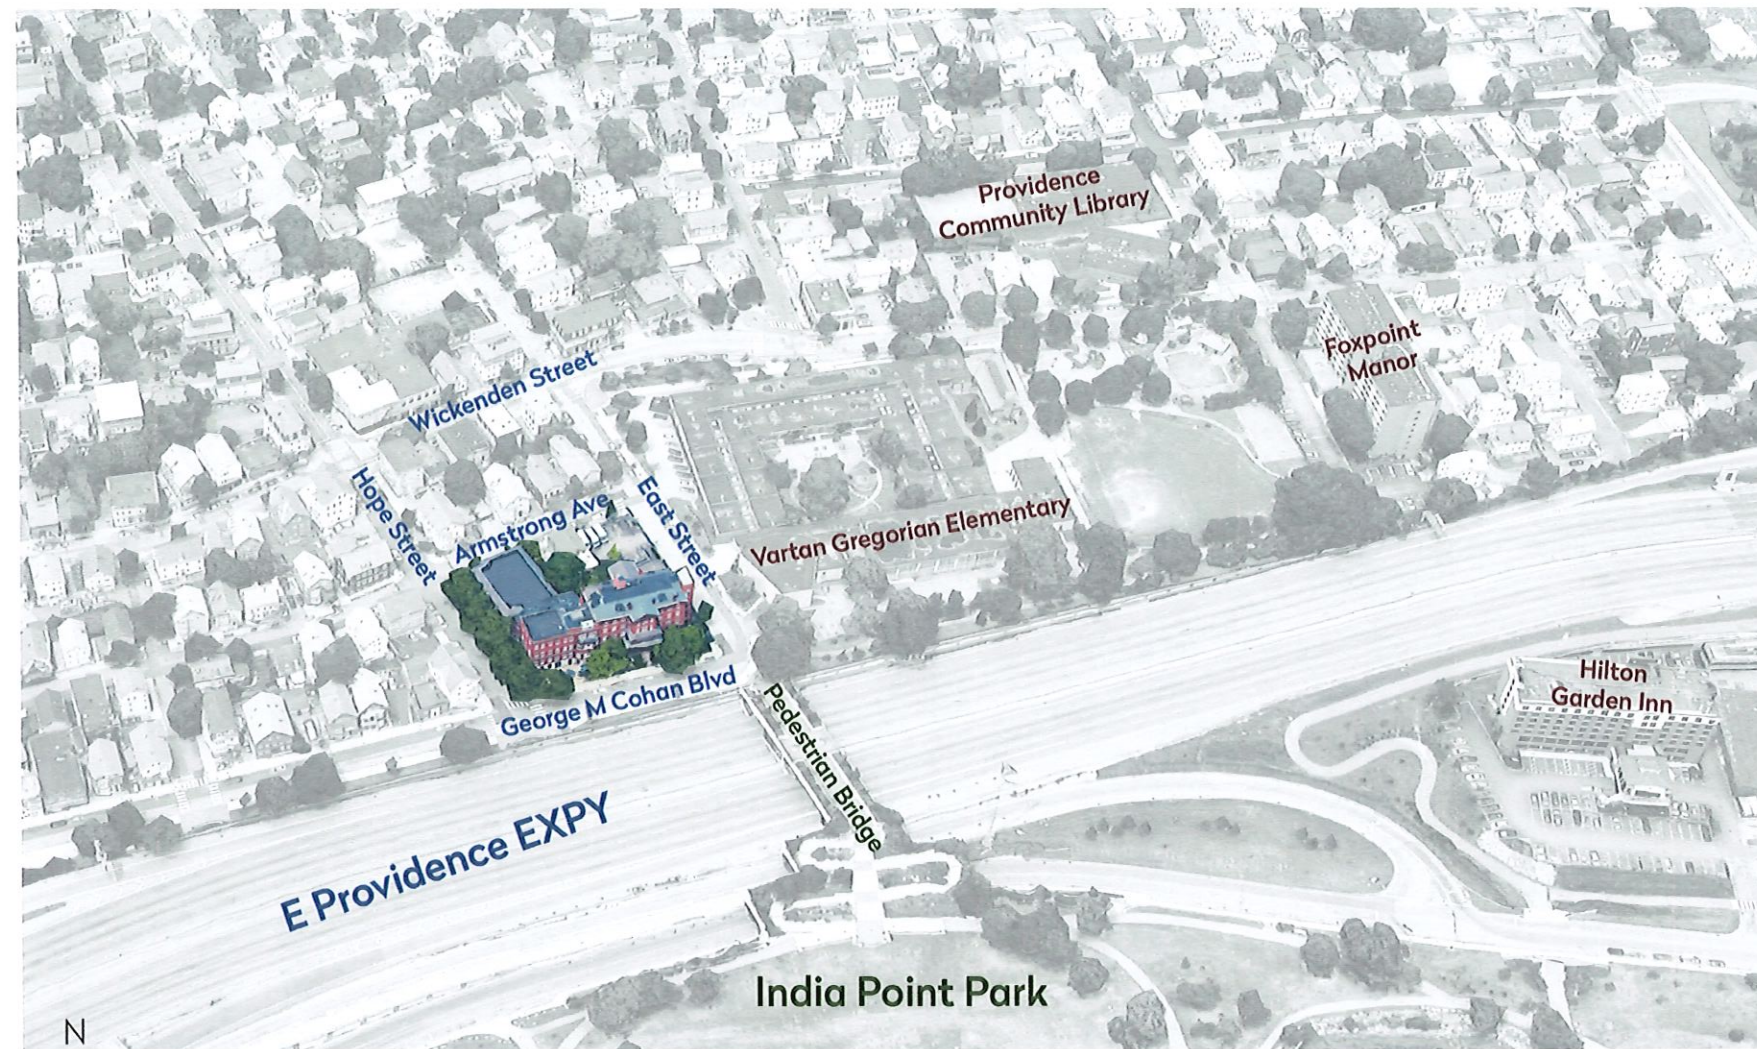 Providence
Community Library
Foxpoint
Manor
Wickenden Street
Hope Street
Armstrong Ave
East Street
Vartan Gregorian Elementary
George M Cohan Blvd
Pedestrian Bridge
Hilton
Garden Inn
E Providence EXPY
India Point Park
N